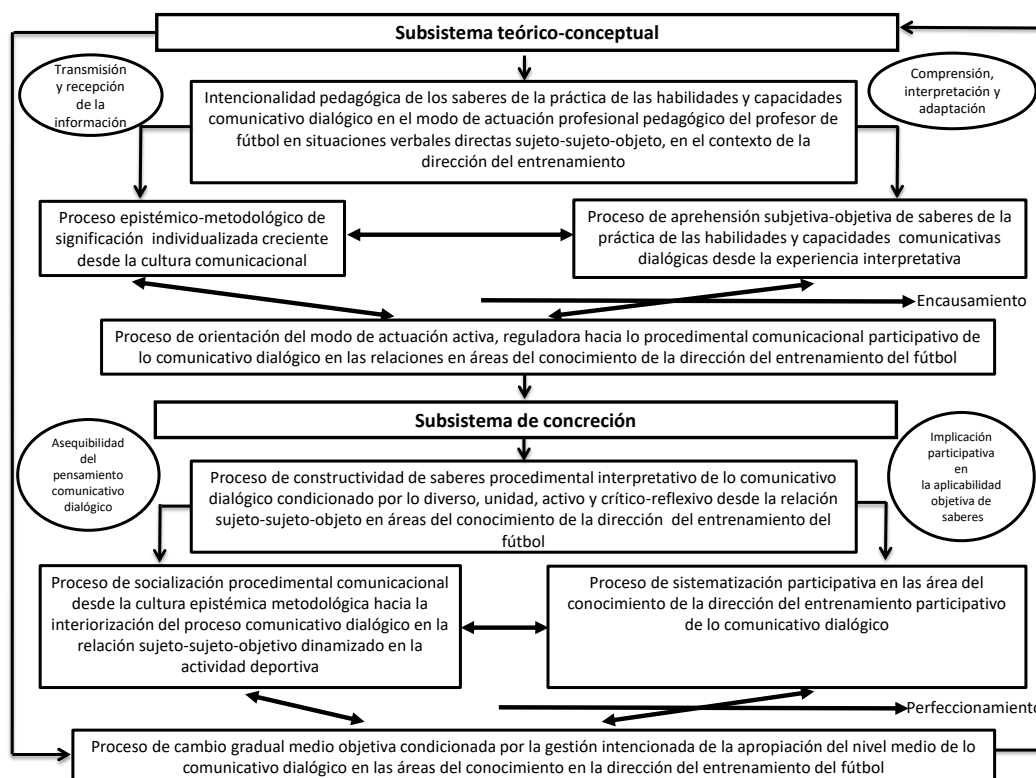 Subsistema teórico-conceptual
Transmisión
y recepción
de la
información
Comprensión,
interpretación y
adaptación
Intencionalidad pedagógica de los saberes de la práctica de las habilidades y capacidades
comunicativo dialógico en el modo de actuación profesional pedagógico del profesor de
fútbol en situaciones verbales directas sujeto-sujeto-objeto, en el contexto de la
dirección del entrenamiento
Proceso epistémico-metodológico de
significación individualizada creciente
desde la cultura comunicacional
Proceso de aprehensión subjetiva-objetiva de saberes de la
práctica de las habilidades y capacidades comunicativas
dialógicas desde la experiencia interpretativa
Encausamiento
Proceso de orientación del modo de actuación activa, reguladora hacia lo procedimental comunicacional participativo de
lo comunicativo dialógico en las relaciones en áreas del conocimiento de la dirección del entrenamiento del fútbol
Subsistema de concreción
Asequibilidad
del
pensamiento
comunicativo
dialógico
Implicación
participativa
en
la aplicabilidad
objetiva de
saberes
Proceso de constructividad de saberes procedimental interpretativo de lo comunicativo
dialógico condicionado por lo diverso, unidad, activo y crítico-reflexivo desde la relación
sujeto-sujeto-objeto en áreas del conocimiento de la dirección del entrenamiento del
fútbol
Proceso de socialización procedimental comunicacional
desde la cultura epistémica metodológica hacia la
interiorización del proceso comunicativo dialógico en la
relación sujeto-sujeto-objetivo dinamizado en la
actividad deportiva
Proceso de sistematización participativa en las área del
conocimiento de la dirección del entrenamiento participativo
de lo comunicativo dialógico
Perfeccionamiento
Proceso de cambio gradual medio objetiva condicionada por la gestión intencionada de la apropiación del nivel medio de lo
comunicativo dialógico en las áreas del conocimiento en la dirección del entrenamiento del fútbol